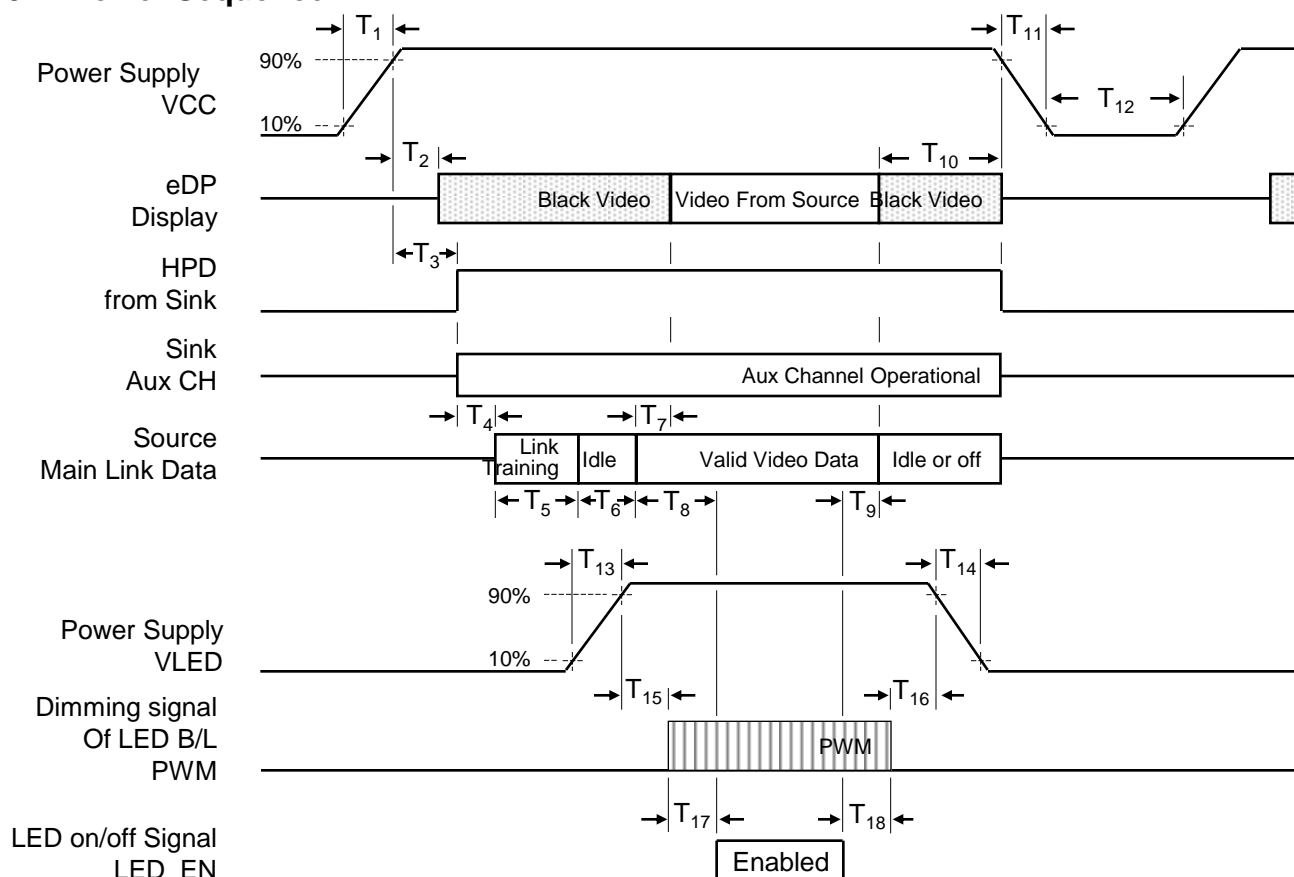 T1
T11
90%
Power Supply
VCC
T12
10%
T2
T10
eDP
Display
Black Video
Video From Source
Black Video
T3
HPD
from Sink
Sink
Aux CH
Aux Channel Operational
T4
T7
Source
Main Link Data
Link
Training
Idle
Valid Video Data
Idle or off
T5
T6
T8
T9
T13
T14
90%
Power Supply
VLED
10%
T15
T16
Dimming signal
Of LED B/L
PWM
PWM
T17
T18
LED on/off Signal
LED_EN
Enabled